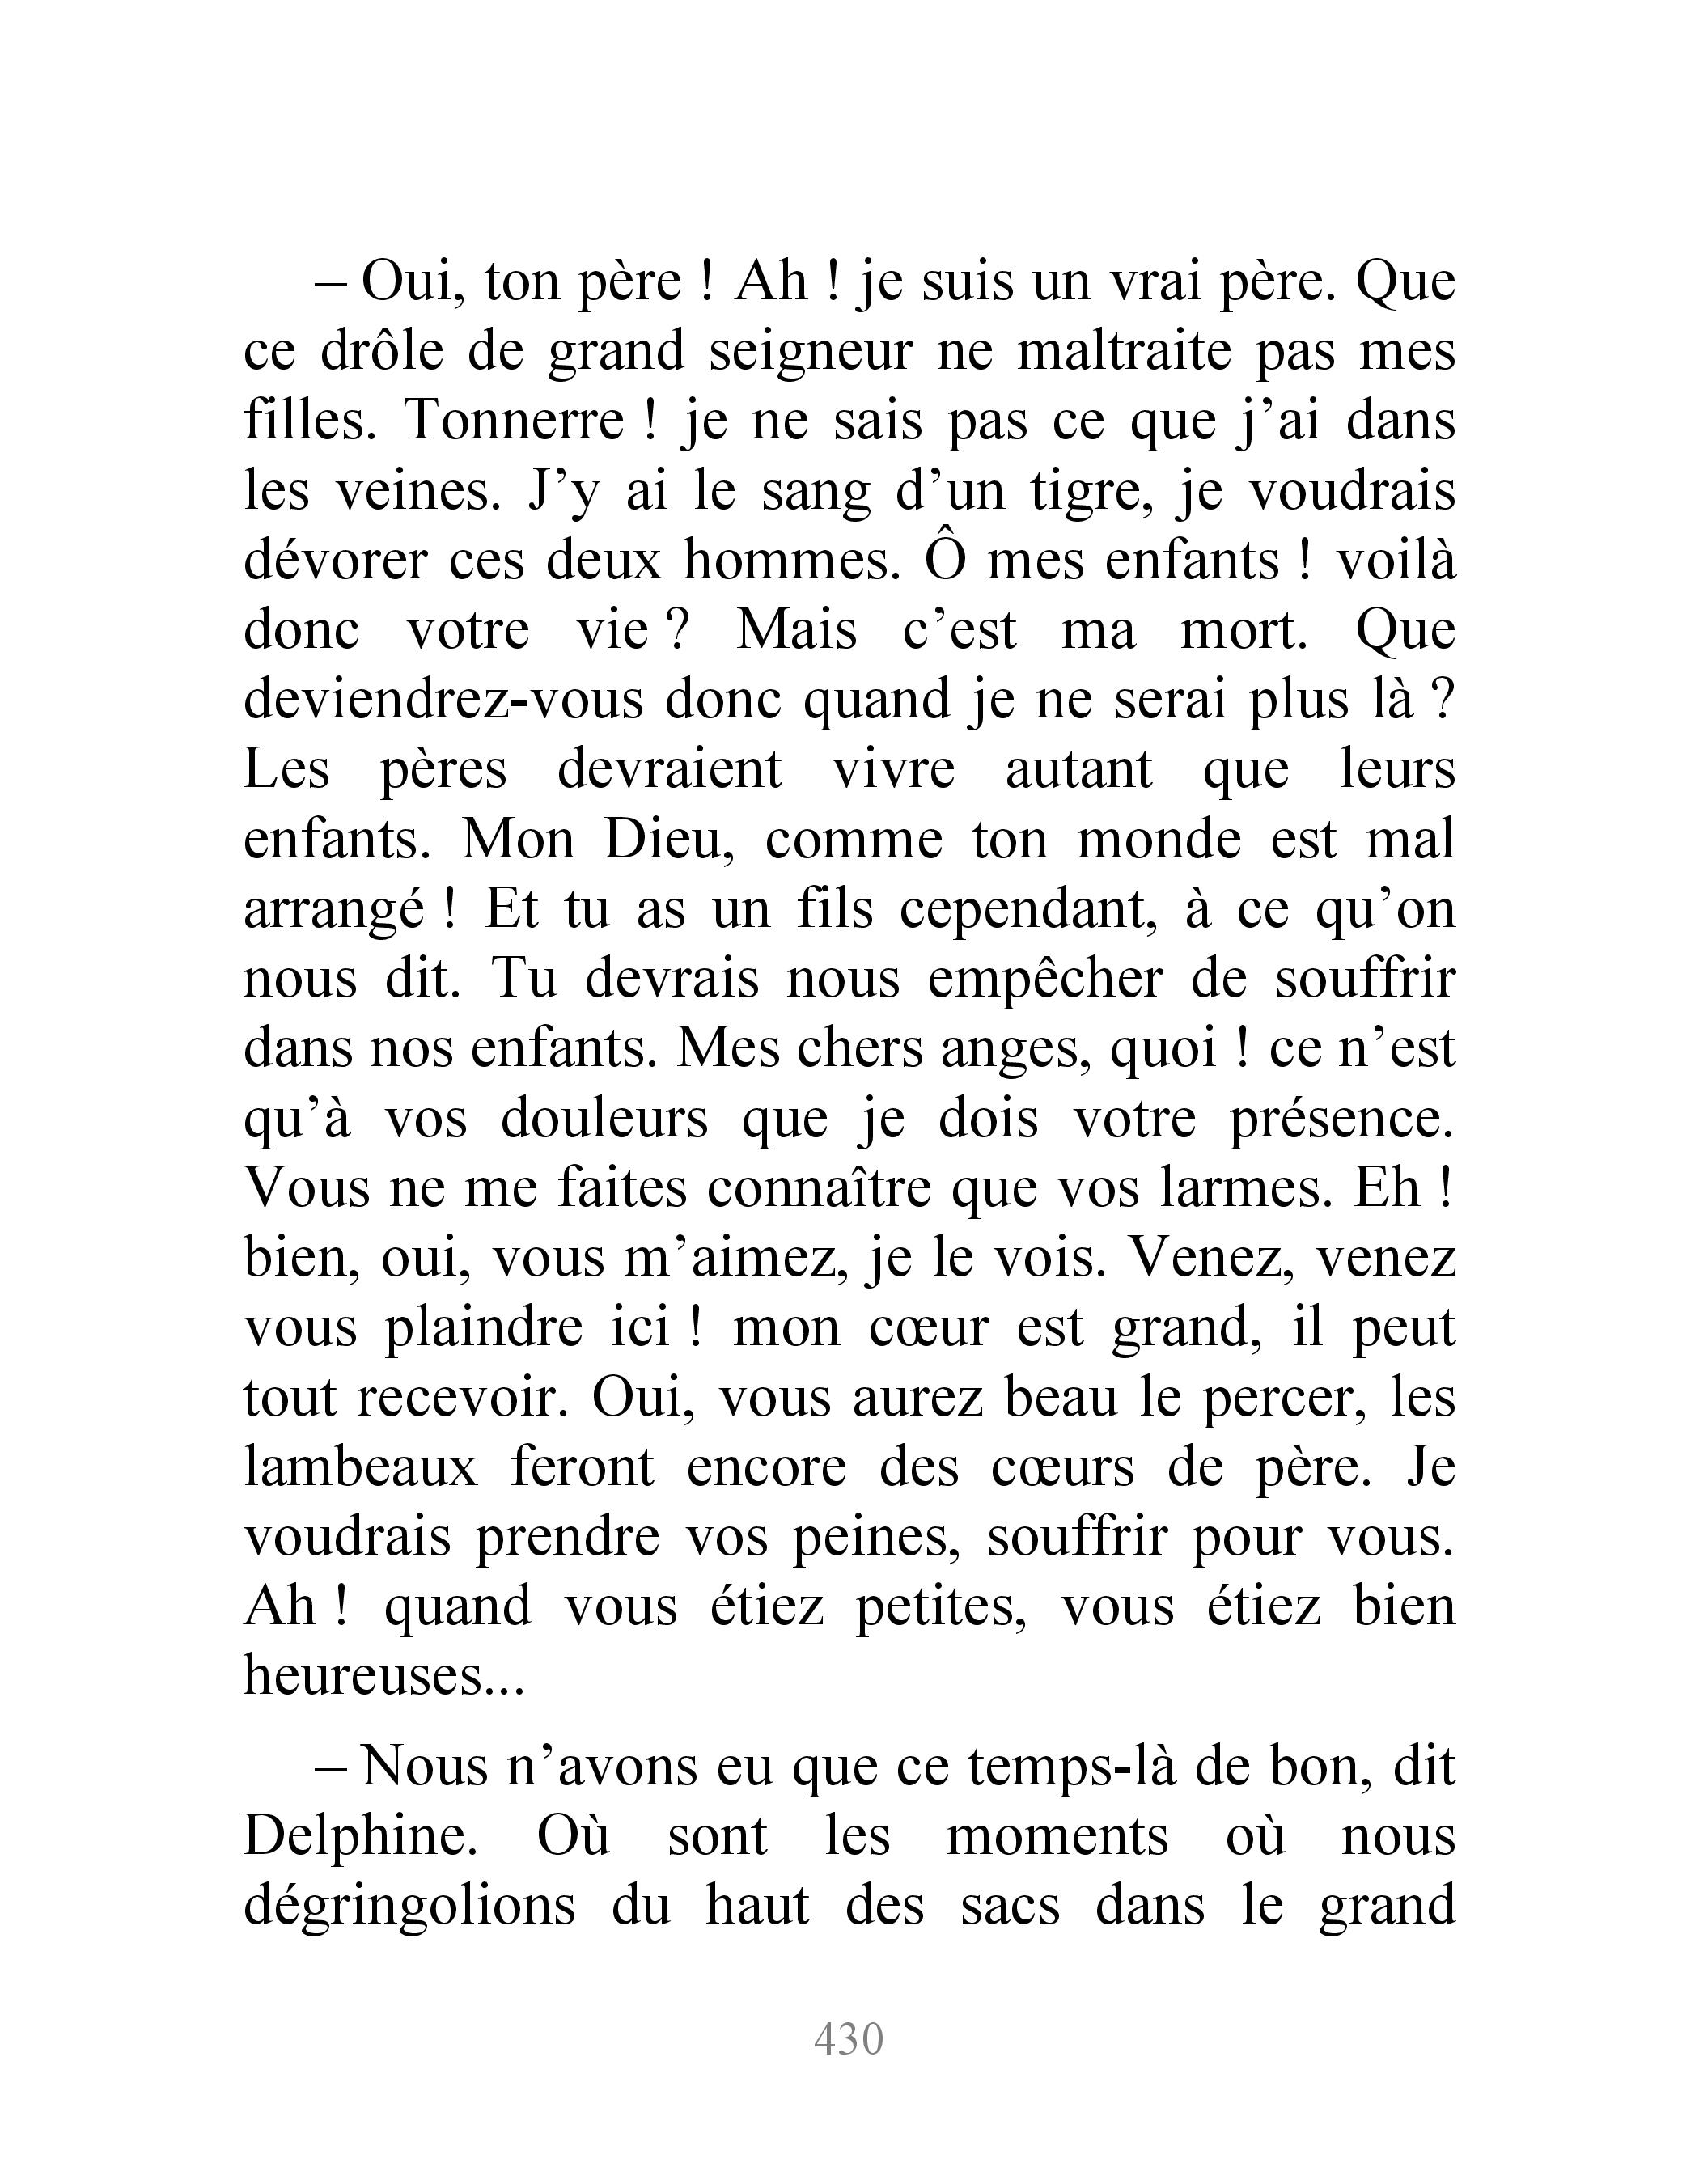 – Oui, ton père ! Ah ! je suis un vrai père. Que
ce drôle de grand seigneur ne maltraite pas mes
filles. Tonnerre ! je ne sais pas ce que j’ai dans
les veines. J’y ai le sang d’un tigre, je voudrais
dévorer ces deux hommes. Ô mes enfants ! voilà
donc votre vie ? Mais c’est ma mort. Que
deviendrez-vous donc quand je ne serai plus là ?
Les pères devraient vivre autant que leurs
enfants. Mon Dieu, comme ton monde est mal
arrangé ! Et tu as un fils cependant, à ce qu’on
nous dit. Tu devrais nous empêcher de souffrir
dans nos enfants. Mes chers anges, quoi ! ce n’est
qu’à vos douleurs que je dois votre présence.
Vous ne me faites connaître que vos larmes. Eh !
bien, oui, vous m’aimez, je le vois. Venez, venez
vous plaindre ici ! mon cœur est grand, il peut
tout recevoir. Oui, vous aurez beau le percer, les
lambeaux feront encore des cœurs de père. Je
voudrais prendre vos peines, souffrir pour vous.
Ah ! quand vous étiez petites, vous étiez bien
heureuses...
– Nous n’avons eu que ce temps-là de bon, dit
Delphine. Où sont les moments où nous
dégringolions du haut des sacs dans le grand
430